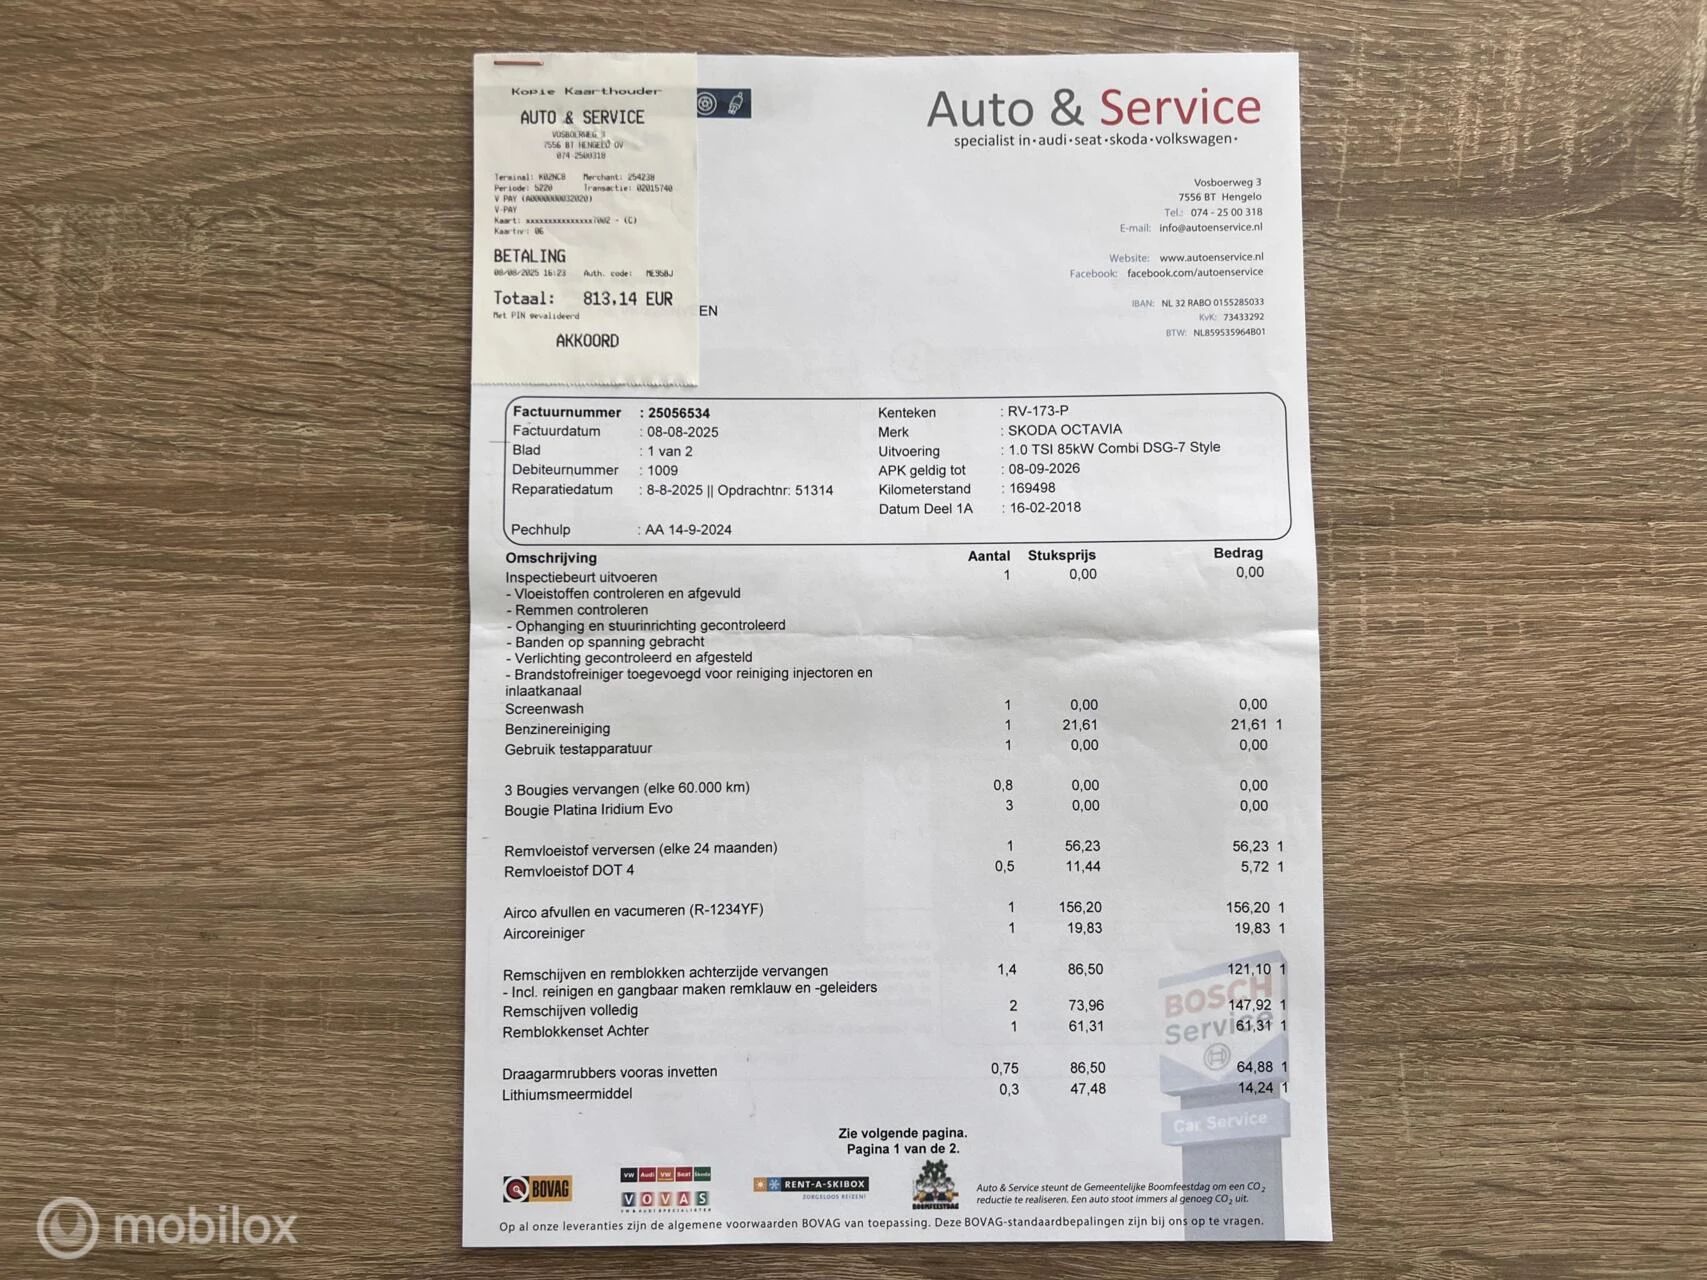 Kopie Kaarthouder
AUTO & SERVICE
VOSBOERWEG 3
7556 BT HENGELO OV
074-2500318
Terminal: K02NC8 Merchant: 254238
Periode: 5220 Transactie: 02015740
V PAY (A0000000032020)
V-PAY
Kaart: xxxxxxxxxxxxxxx7002 - (C)
Kaartnr: 06
BETALING
08/08/2025 16:23 Auth. code: ME95BJ
Totaal: 813,14 EUR
Met PIN gevalideerd
AKKOORD
EEN
Auto & Service
specialist in·audi·seat·skoda·volkswagen·
Vosboerweg 3
7556 BT Hengelo
Tel.: 074 - 25 00 318
E-mail: info@autoenservice.nl
Website: www.autoenservice.nl
Facebook: facebook.com/autoenservice
IBAN: NL 32 RABO 0155285033
KvK: 73433292
BTW: NL859535964B01
Factuurnummer : 25056534 Kenteken : RV-173-P
Factuurdatum : 08-08-2025 Merk : SKODA OCTAVIA
Blad : 1 van 2 Uitvoering : 1.0 TSI 85kW Combi DSG-7 Style
Debiteurnummer : 1009 APK geldig tot : 08-09-2026
Reparatiedatum : 8-8-2025 || Opdrachtnr: 51314 Kilometerstand : 169498
Datum Deel 1A : 16-02-2018
Pechhulp : AA 14-9-2024
Omschrijving Aantal Stuksprijs Bedrag
Inspectiebeurt uitvoeren 1 0,00 0,00
- Vloeistoffen controleren en afgevuld
- Remmen controleren
- Ophanging en stuurinrichting gecontroleerd
- Banden op spanning gebracht
- Verlichting gecontroleerd en afgesteld
- Brandstofreiniger toegevoegd voor reiniging injectoren en
inlaatkanaal
Screenwash 1 0,00 0,00
Benzinereiniging 1 21,61 21,61 1
Gebruik testapparatuur 1 0,00 0,00
3 Bougies vervangen (elke 60.000 km) 0,8 0,00 0,00
Bougie Platina Iridium Evo 3 0,00 0,00
Remvloeistof verversen (elke 24 maanden) 1 56,23 56,23 1
Remvloeistof DOT 4 0,5 11,44 5,72 1
Airco afvullen en vacumeren (R-1234YF) 1 156,20 156,20 1
Aircoreiniger 1 19,83 19,83 1
Remschijven en remblokken achterzijde vervangen 1,4 86,50 121,10 1
- Incl. reinigen en gangbaar maken remklauw en -geleiders
Remschijven volledig 2 73,96 147,92 1
Remblokkenset Achter 1 61,31 61,31 1
Draagarmrubbers vooras invetten 0,75 86,50 64,88 1
Lithiumsmeermiddel 0,3 47,48 14,24 1
BOSCH
Service
Car Service
Zie volgende pagina.
Pagina 1 van de 2.
BOVAG
VW Audi VW Seat Skoda
VOVAS
VW & AUDI SPECIALISTEN
RENT-A-SKIBOX
ZORGELOOS REIZEN!
BOOMFEESTDAG
Auto & Service steunt de Gemeentelijke Boomfeestdag om een CO2
reductie te realiseren. Een auto stoot immers al genoeg CO2 uit.
Op al onze leveranties zijn de algemene voorwaarden BOVAG van toepassing. Deze BOVAG-standaardbepalingen zijn bij ons op te vragen.
mobilox